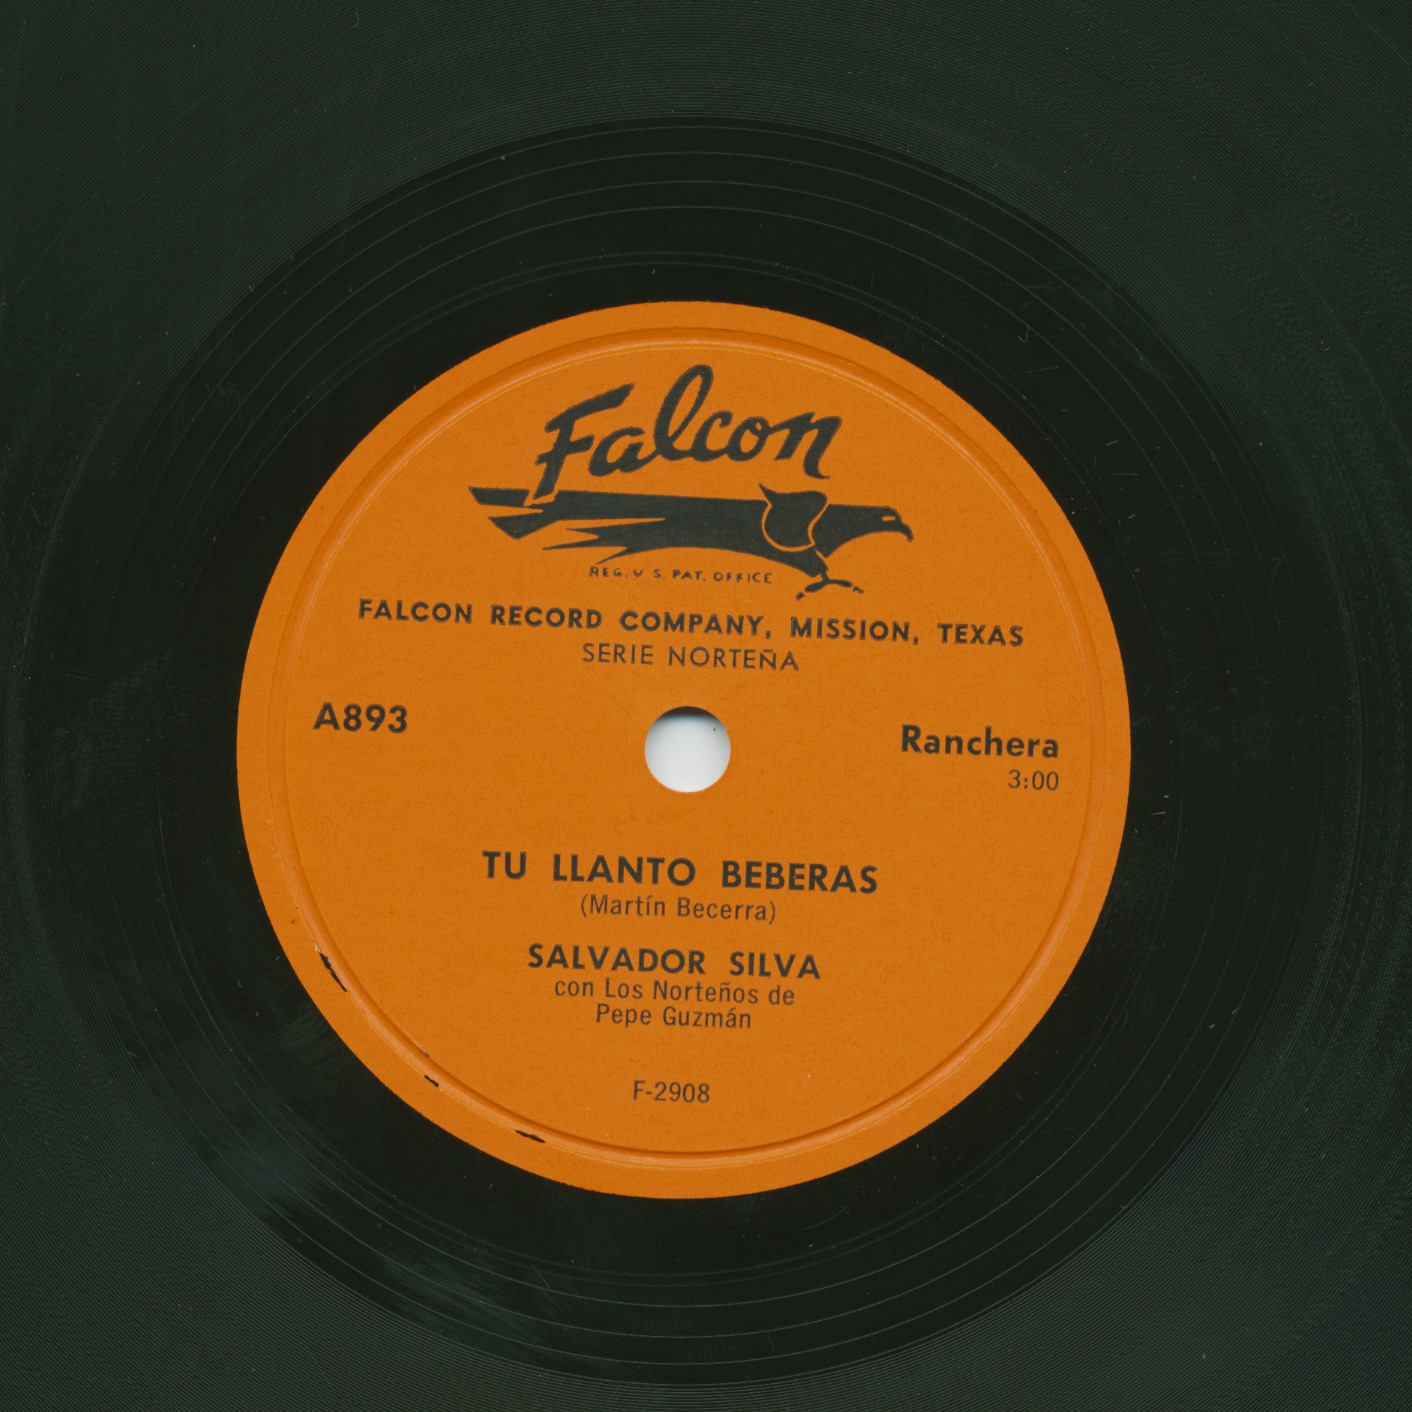 Falcon
REG. U S. PAT. OFFICE
FALCON RECORD COMPANY, MISSION, TEXAS
SERIE NORTEÑA
A893
Ranchera
3:00
TU LLANTO BEBERAS
(Martín Becerra)
SALVADOR SILVA
con Los Norteños de
Pepe Guzmán
F-2908